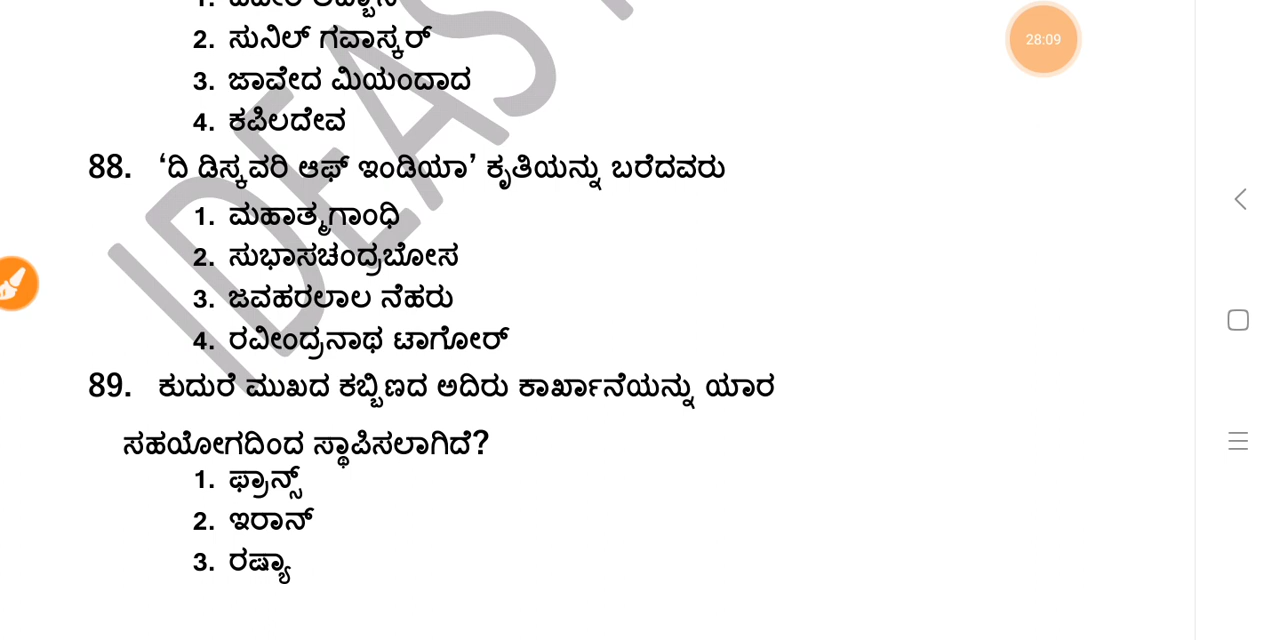 2. ಸುನಿಲ್ ಗವಾಸ್ಕರ್
28:09
3. ಜಾವೇದ ಮಿಯಂದಾದ
4. ಕಪಿಲದೇವ
88. ‘ದಿ ಡಿಸ್ಕವರಿ ಆಫ್ ಇಂಡಿಯಾ’ ಕೃತಿಯನ್ನು ಬರೆದವರು
1. ಮಹಾತ್ಮಗಾಂಧಿ
2. ಸುಭಾಸಚಂದ್ರಬೋಸ
3. ಜವಹರಲಾಲ ನೆಹರು
4. ರವೀಂದ್ರನಾಥ ಟಾಗೋರ್
89. ಕುದುರೆ ಮುಖದ ಕಬ್ಬಿಣದ ಅದಿರು ಕಾರ್ಖಾನೆಯನ್ನು ಯಾರ
ಸಹಯೋಗದಿಂದ ಸ್ಥಾಪಿಸಲಾಗಿದೆ?
1. ಫ್ರಾನ್ಸ್
2. ಇರಾನ್
3. ರಷ್ಯಾ
IDEAS